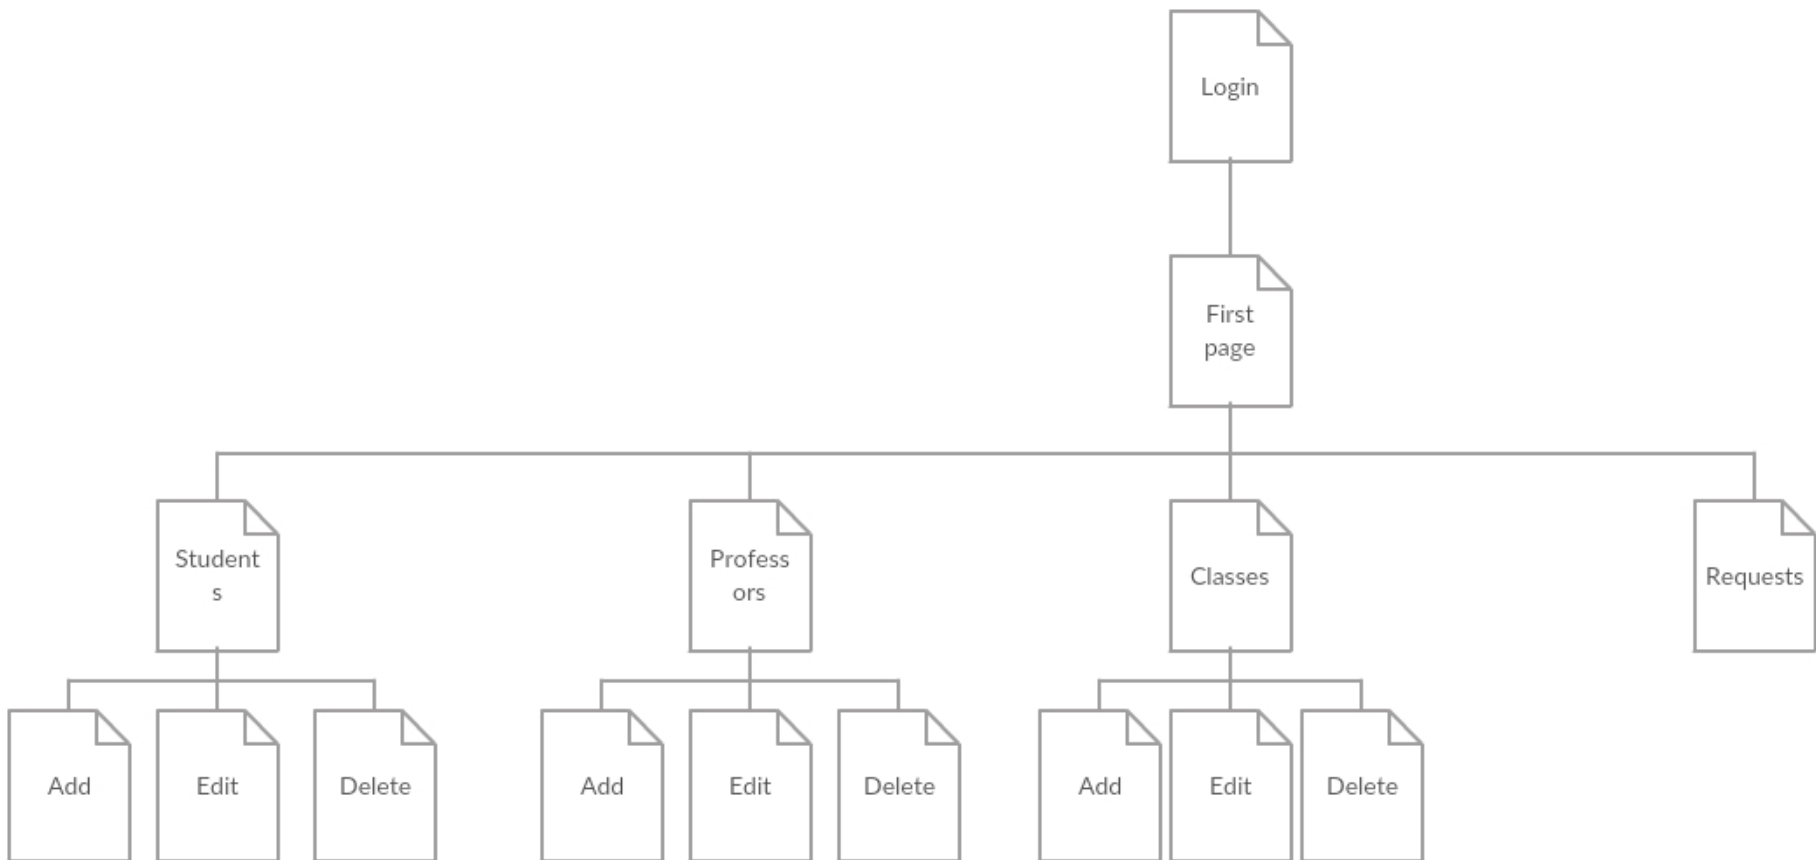 Login
First
page
Student
s
Profess
ors
Classes
Requests
Add
Edit
Delete
Add
Edit
Delete
Add
Edit
Delete